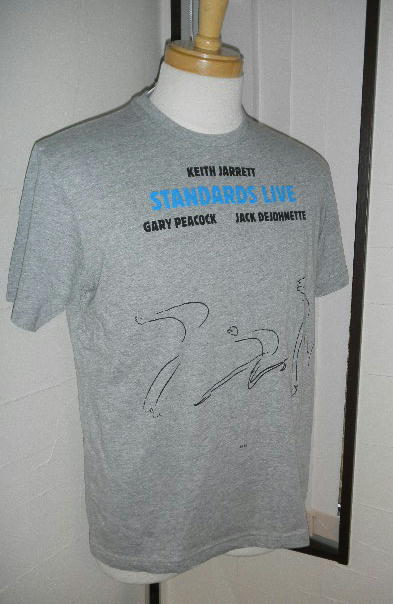 KEITH JARRETT
STANDARDS LIVE
GARY PEACOCK JACK DEJOHNETTE